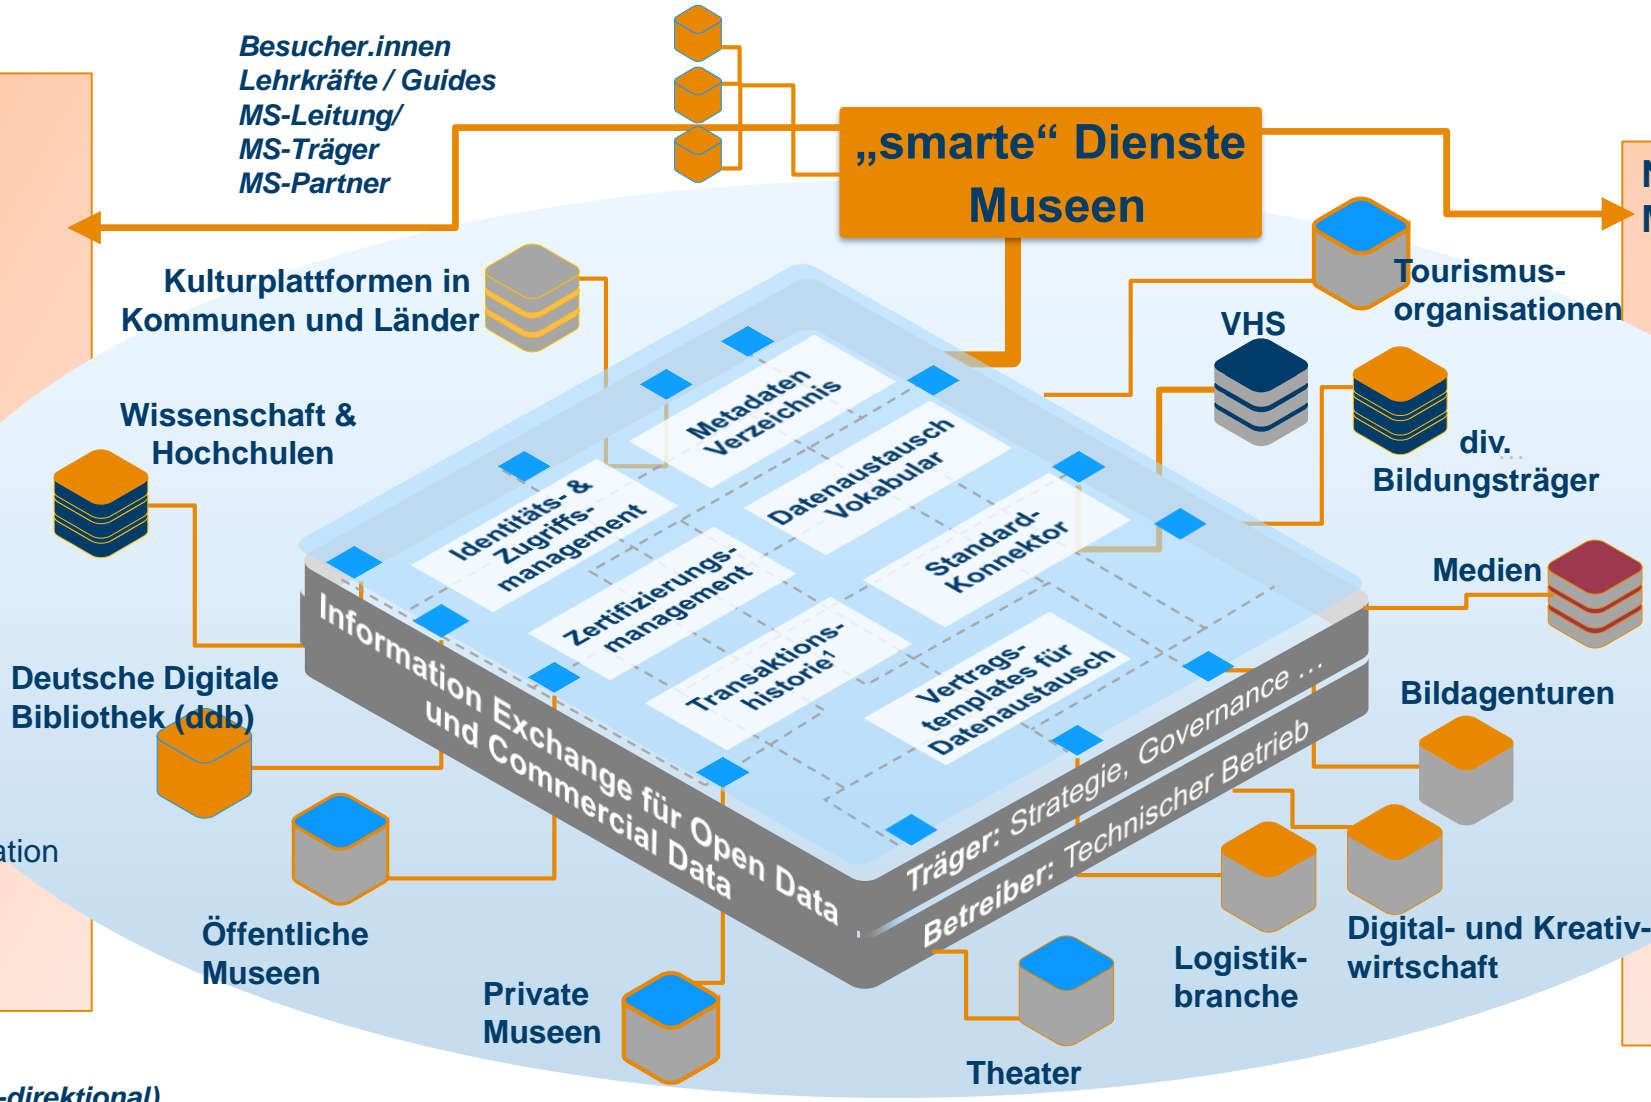 Besucher.innen
Lehrkräfte / Guides
MS-Leitung/
MS-Träger
MS-Partner
„smarte“ Dienste
Museen
Kulturplattformen in
Kommunen und Länder
Tourismus-
organisationen
VHS
Wissenschaft &
Hochschulen
div.
Bildungsträger
Metadaten
Verzeichnis
Datenaustausch
Vokabular
Identitäts- &
Zugriffs-
management
Standard-
Konnektor
Zertifizierungs-
management
Medien
Transaktions-
historie¹
Vertrags-
templates für
Datenaustausch
Deutsche Digitale
Bibliothek (ddb)
Bildagenturen
Information Exchange für Open Data
und Commercial Data
Träger: Strategie, Governance ...
Betreiber: Technischer Betrieb
Öffentliche
Museen
Private
Museen
Theater
Logistik-
branche
Digital- und Kreativ-
wirtschaft
ation
-direktional)